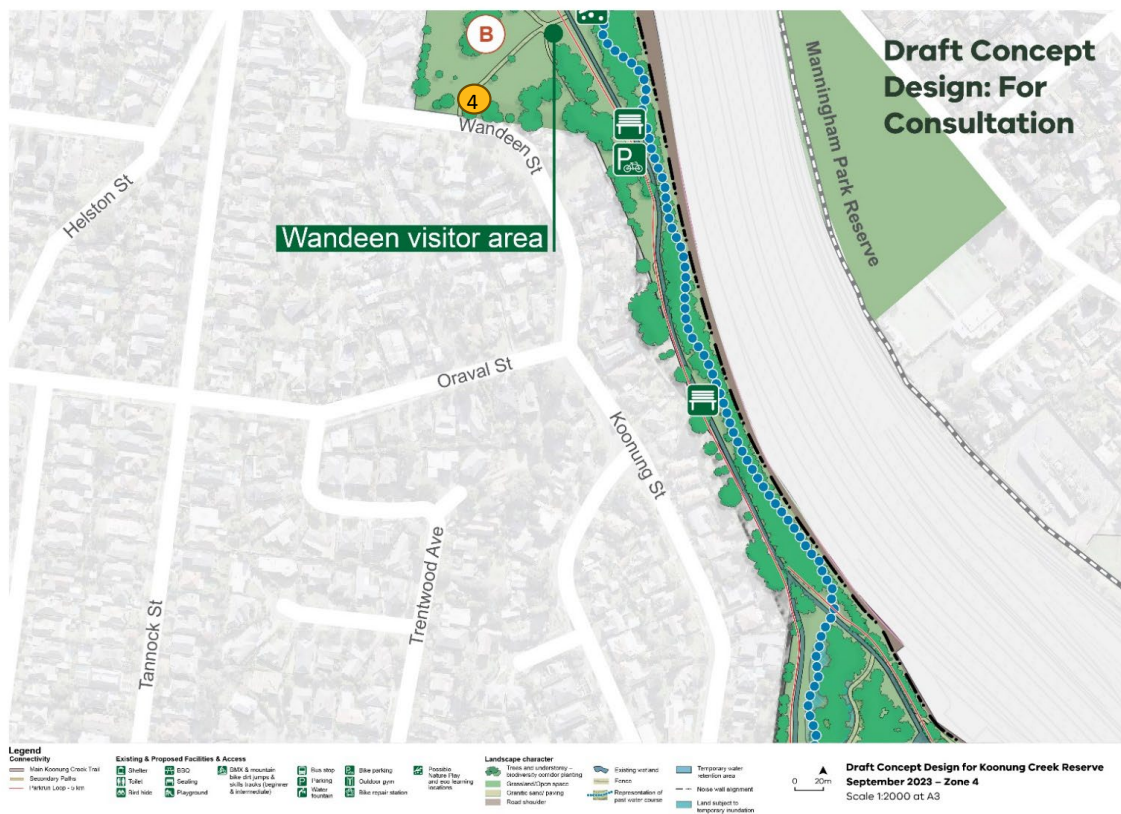 Draft Concept
Design: For
Consultation
B
4
Wandeen St
Manningham Park Reserve
Helston St
Wandeen visitor area
Oraval St
Koonung St
Trentwood Ave
Tannock St
Legend
Connectivity
Main Koonung Creek Trail
Secondary Paths
Parkrun Loop - 5 km
Existing & Proposed Facilities & Access
Shelter
Toilet
Bird hide
BBQ
Seating
Playground
BMX & mountain
bike dirt jumps &
skills tracks (beginner
& intermediate)
Bus stop
Parking
Water
fountain
Bike parking
Outdoor gym
Bike repair station
Possible
Nature Play
and eco learning
locations
Landscape character
Trees and understorey –
biodiversity corridor planting
Grassland/Open space
Granitic sand/ paving
Road shoulder
Existing wetland
Fence
Representation of
past water course
Temporary water
retention area
Noise wall alignment
Land subject to
temporary inundation
0 20m
Draft Concept Design for Koonung Creek Reserve
September 2023 – Zone 4
Scale 1:2000 at A3